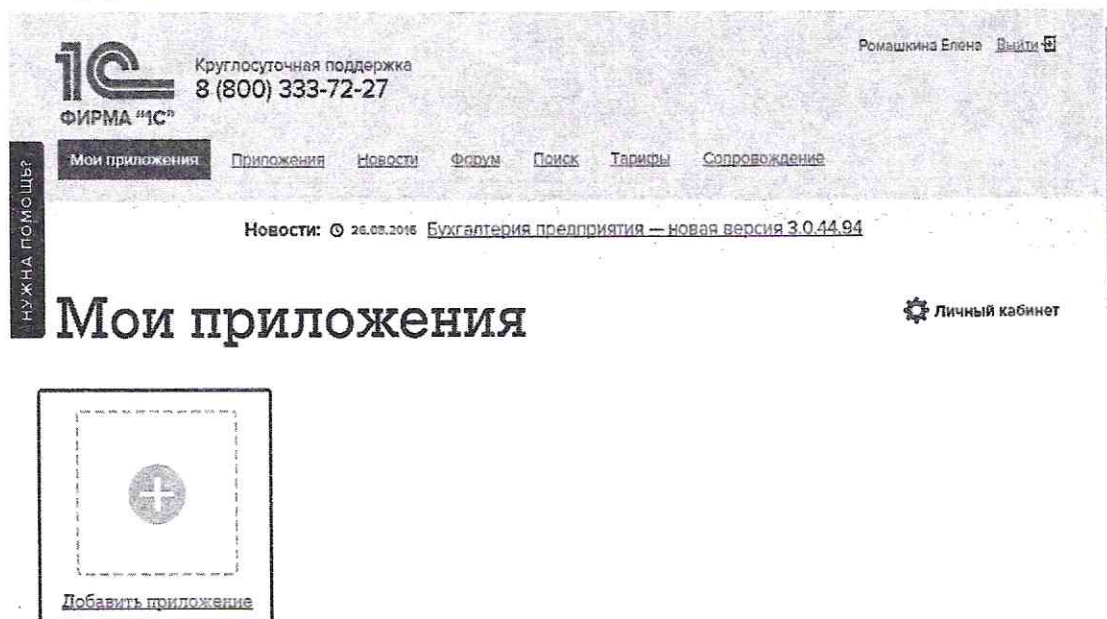 Ромашкина Елена Выйти
1С
Круглосуточная поддержка
8 (800) 333-72-27
ФИРМА "1С"
Мои приложения Приложения Новости Форум Поиск Тарифы Сопровождение
НУЖНА ПОМОЩЬ?
Новости: 26.08.2016 Бухгалтерия предприятия — новая версия 3.0.44.94
Мои приложения
Личный кабинет
Добавить приложение